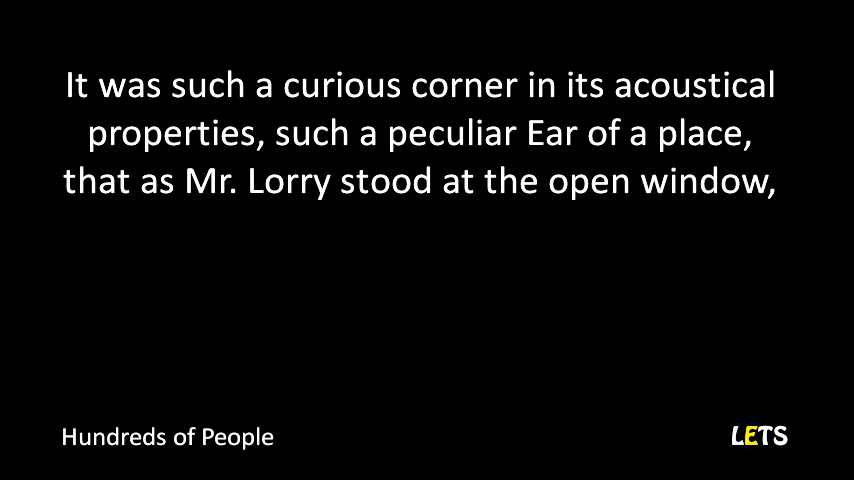 It was such a curious corner in its acoustical
properties, such a peculiar Ear of a place,
that as Mr. Lorry stood at the open window,
Hundreds of People
LETS